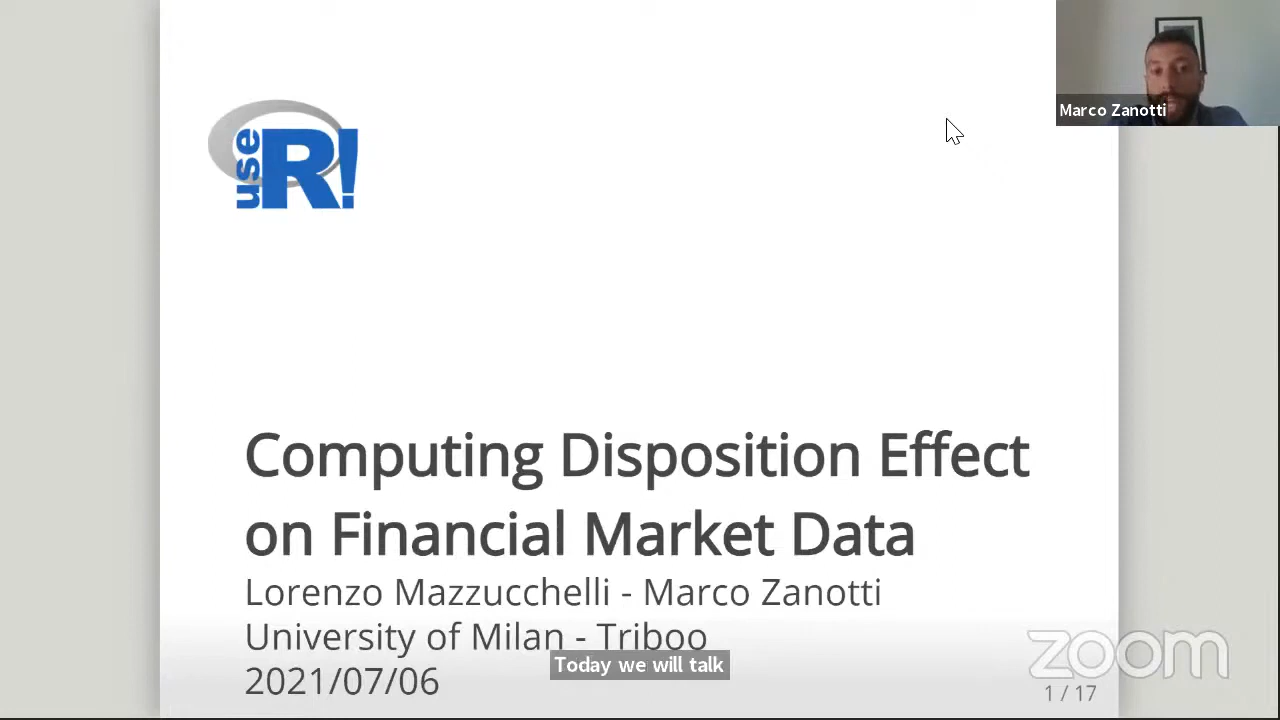 Marco Zanotti
use R!
Computing Disposition Effect
on Financial Market Data
Lorenzo Mazzucchelli - Marco Zanotti
University of Milan - Triboo
Today we will talk
2021/07/06
zoom
1 / 17